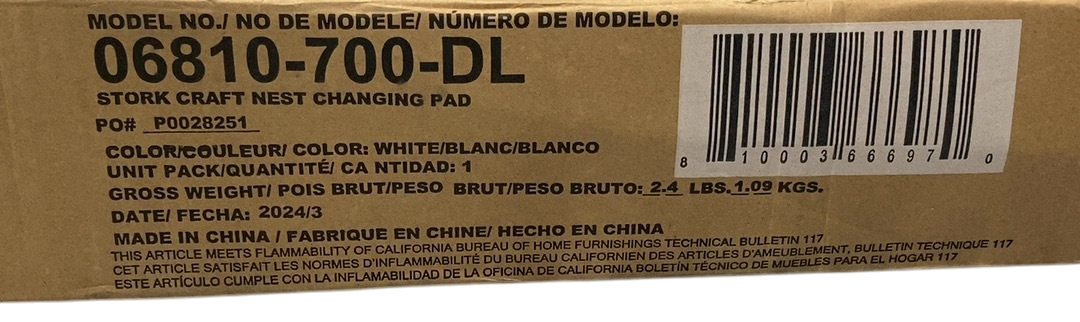 MODEL NO./ NO DE MODELE/ NÚMERO DE MODELO:
06810-700-DL
STORK CRAFT NEST CHANGING PAD
PO# P0028251
COLOR/COULEUR/ COLOR: WHITE/BLANC/BLANCO
UNIT PACK/QUANTITÉ/ CA NTIDAD: 1
GROSS WEIGHT/ POIS BRUT/PESO BRUT/PESO BRUTO: 2.4 LBS.1.09 KGS.
DATE/ FECHA: 2024/3
MADE IN CHINA / FABRIQUE EN CHINE/ HECHO EN CHINA
THIS ARTICLE MEETS FLAMMABILITY OF CALIFORNIA BUREAU OF HOME FURNISHINGS TECHNICAL BULLETIN 117
CET ARTICLE SATISFAIT LES NORMES D'INFLAMMABILITÉ DU BUREAU CALIFORNIEN DES ARTICLES D'AMEUBLEMENT, BULLETIN TECHNIQUE 117
ESTE ARTÍCULO CUMPLE CON LA INFLAMABILIDAD DE LA OFICINA DE CALIFORNIA BOLETÍN TÉCNICO DE MUEBLES PARA EL HOGAR 117
8 10003 66697 0